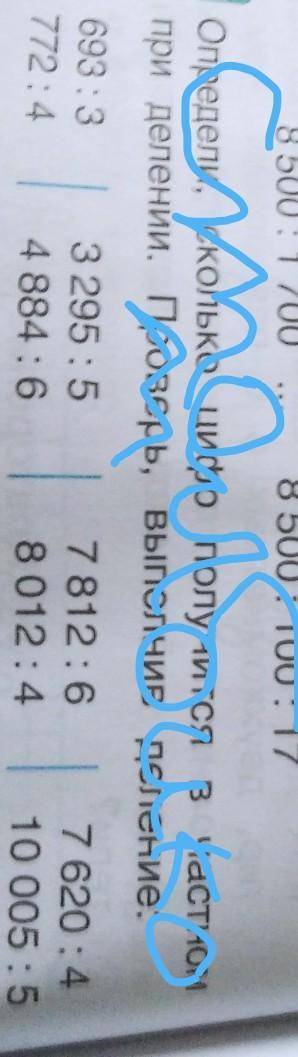 8 500 : 1 700 ... 8 500 : 100 : 17
Определи, сколько цифр получится в частном
при делении. Проверь, выполнив деление.
693 : 3 | 3 295 : 5 | 7 812 : 6 | 7 620 : 4
772 : 4 | 4 884 : 6 | 8 012 : 4 | 10 005 : 5